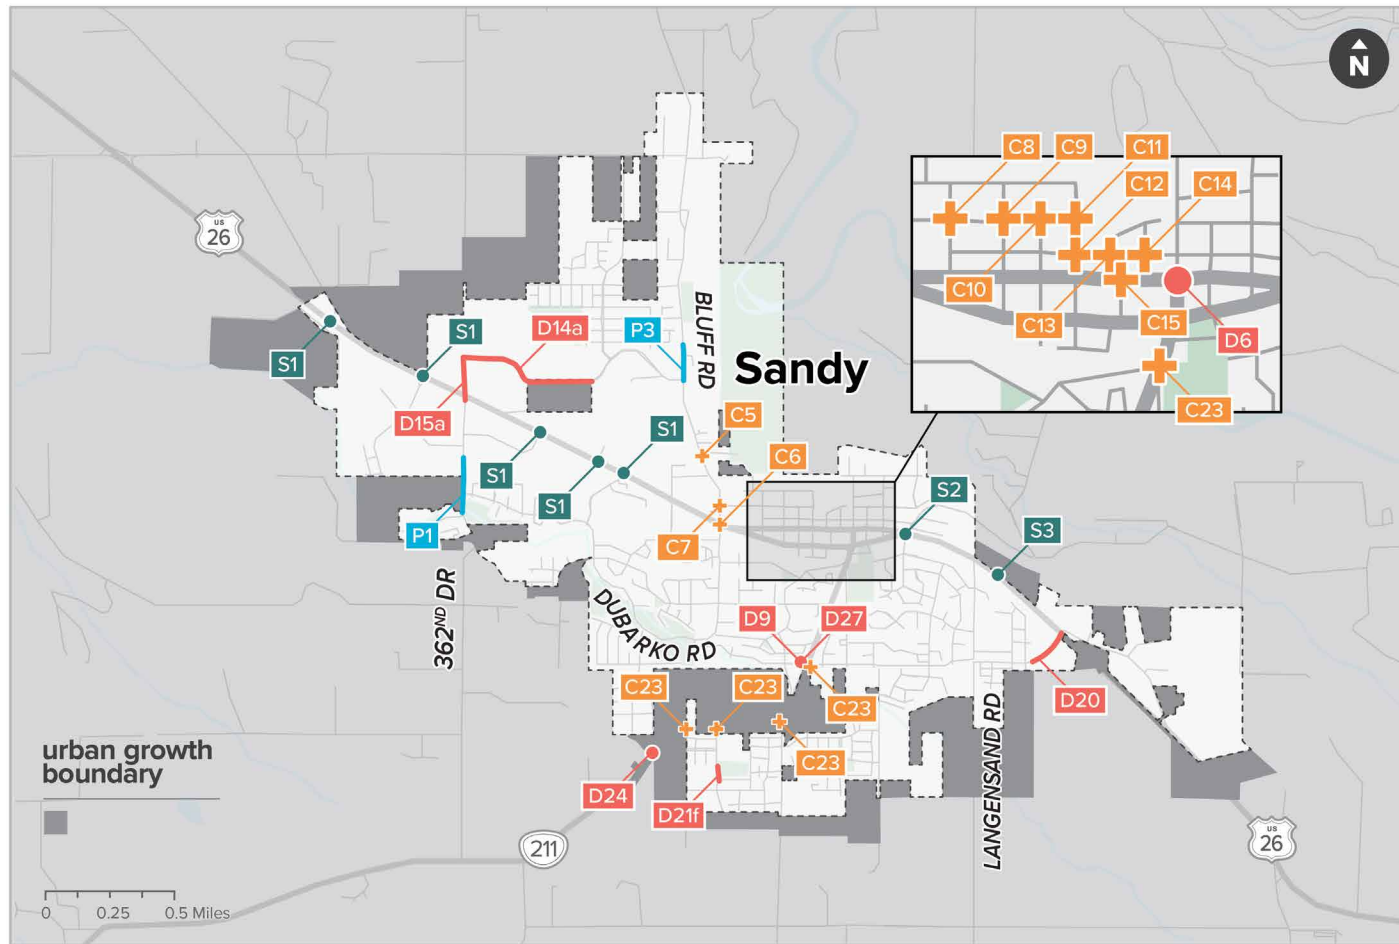 N
C8
C9
C11
C12
C14
US
26
C10
C13
C15
D6
C23
S1
S1
D14a
P3
BLUFF RD
Sandy
D15a
C5
S1
C6
S1
S1
S2
P1
C7
S3
362ND DR
DUBARKO RD
D9
D27
C23
C23
C23
D20
LANGENSAND RD
C23
urban growth
boundary
D24
D21f
211
US
26
0 0.25 0.5 Miles